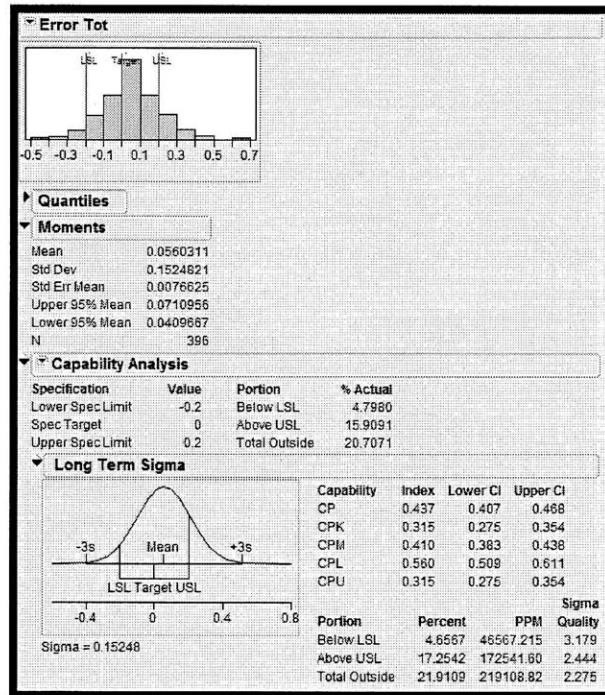 Error Tot
LSL Target USL
-0.5 -0.3 -0.1 0.1 0.3 0.5 0.7
Quantiles
Moments
Mean 0.0560311
Std Dev 0.1524821
Std Err Mean 0.0076625
Upper 95% Mean 0.0710956
Lower 95% Mean 0.0409667
N 396
Capability Analysis
Specification Value Portion % Actual
Lower Spec Limit -0.2 Below LSL 4.7980
Spec Target 0 Above USL 15.9091
Upper Spec Limit 0.2 Total Outside 20.7071
Long Term Sigma
-3s Mean +3s
LSL Target USL
-0.4 0 0.4 0.8
Sigma = 0.15248
Capability Index Lower CI Upper CI
CP 0.437 0.407 0.468
CPK 0.315 0.275 0.354
CPM 0.410 0.383 0.438
CPL 0.560 0.509 0.611
CPU 0.315 0.275 0.354
Sigma
Portion Percent PPM Quality
Below LSL 4.6567 46567.215 3.179
Above USL 17.2542 172541.60 2.444
Total Outside 21.9109 219108.82 2.275